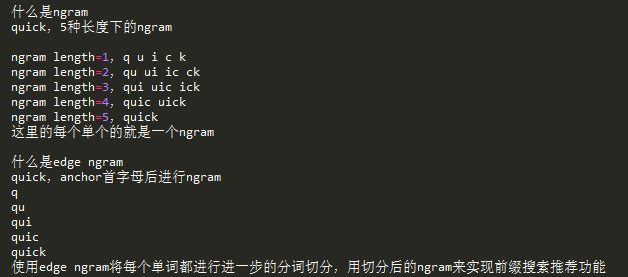 什么是ngram
quick，5种长度下的ngram
ngram length=1，q u i c k
ngram length=2，qu ui ic ck
ngram length=3，qui uic ick
ngram length=4，quic uick
ngram length=5，quick
这里的每个单个的就是一个ngram
什么是edge ngram
quick，anchor首字母后进行ngram
q
qu
qui
quic
quick
使用edge ngram将每个单词都进行进一步的分词切分，用切分后的ngram来实现前缀搜索推荐功能